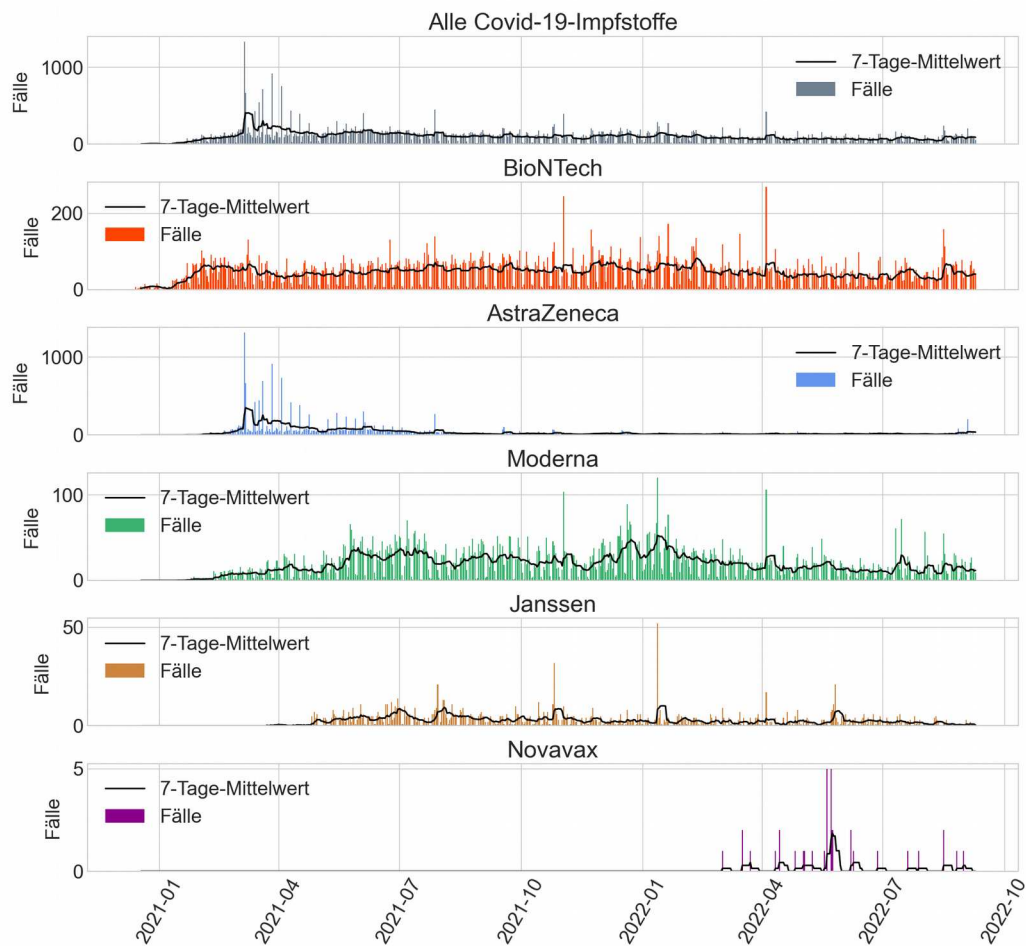 Alle Covid-19-Impfstoffe
Fälle
1000
0
7-Tage-Mittelwert
Fälle
BioNTech
Fälle
200
0
7-Tage-Mittelwert
Fälle
AstraZeneca
Fälle
1000
0
7-Tage-Mittelwert
Fälle
Moderna
Fälle
100
0
7-Tage-Mittelwert
Fälle
Janssen
Fälle
50
0
7-Tage-Mittelwert
Fälle
Novavax
Fälle
5
0
7-Tage-Mittelwert
Fälle
2021-01
2021-04
2021-07
2021-10
2022-01
2022-04
2022-07
2022-10